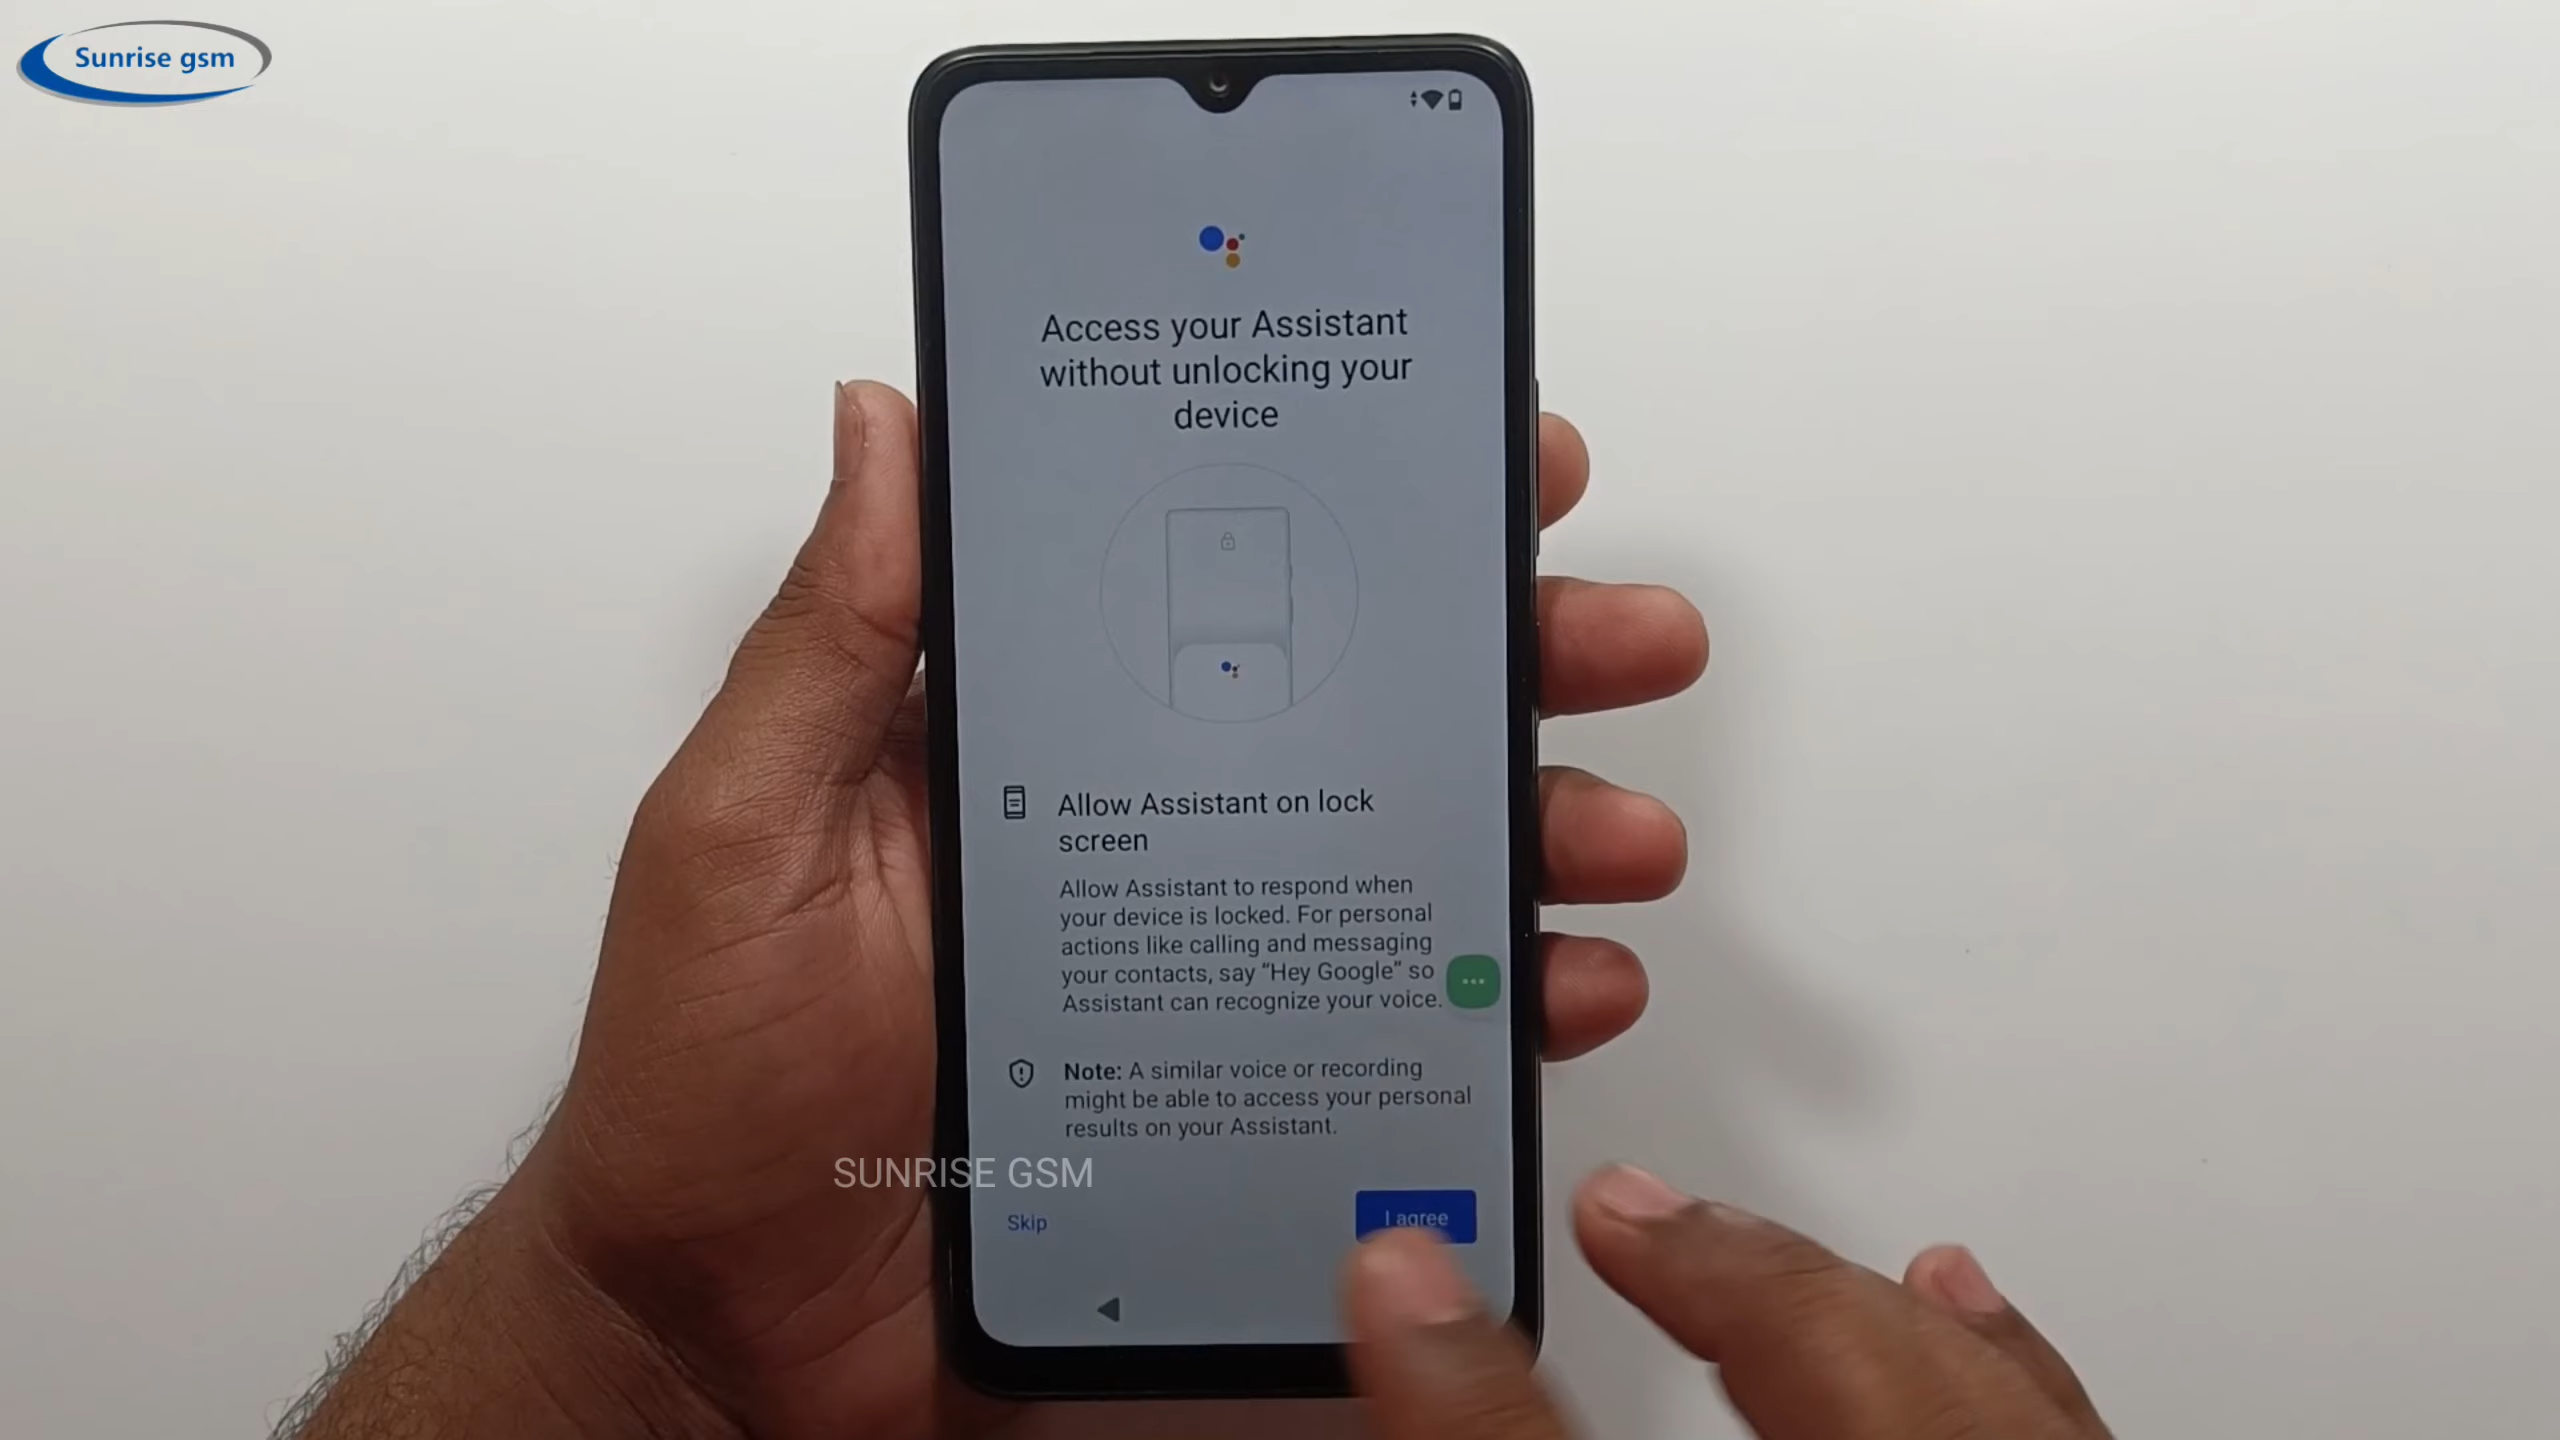 Sunrise gsm
Access your Assistant
without unlocking your
device
Allow Assistant on lock
screen
Allow Assistant to respond when
your device is locked. For personal
actions like calling and messaging
your contacts, say “Hey Google” so
Assistant can recognize your voice.
Note: A similar voice or recording
might be able to access your personal
results on your Assistant.
SUNRISE GSM
Skip
I agree